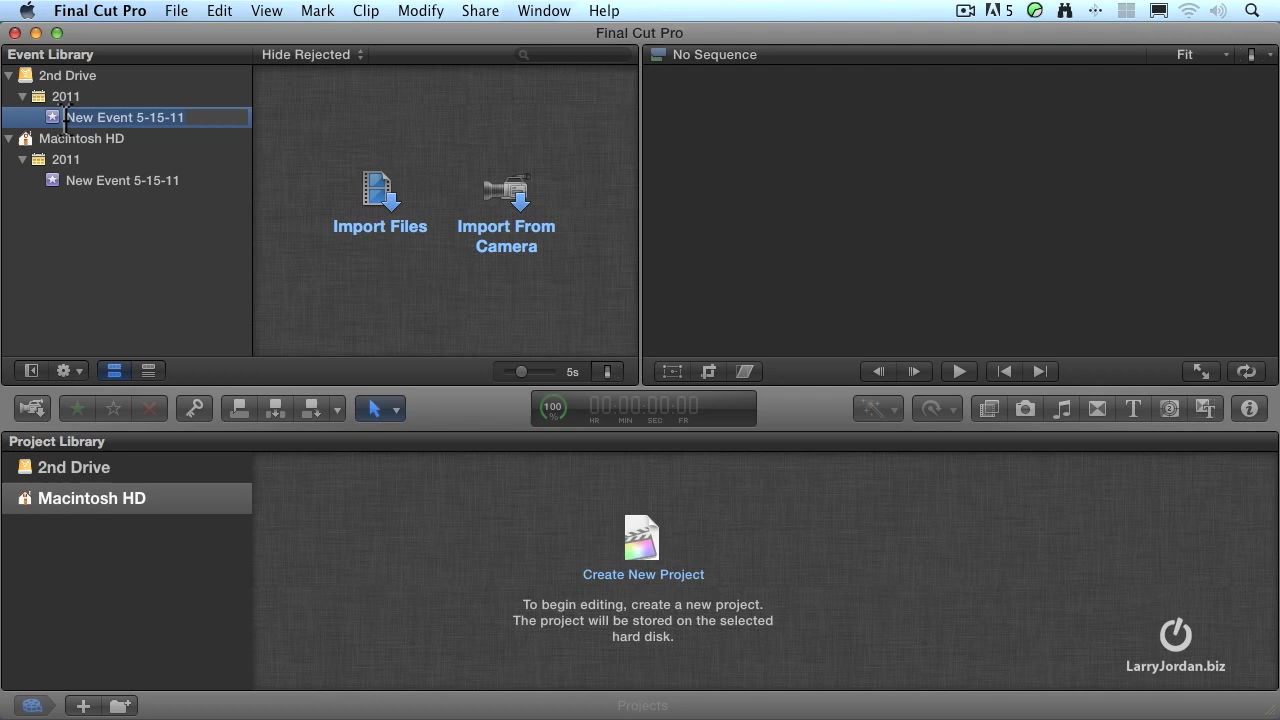 Final Cut Pro File Edit View Mark Clip Modify Share Window Help 5
Final Cut Pro
Event Library
Hide Rejected
No Sequence
Fit
2nd Drive
2011
New Event 5-15-11
Macintosh HD
2011
New Event 5-15-11
Import Files
Import From
Camera
5s
100
%
00:00:00:00
HR MIN SEC FR
Project Library
2nd Drive
Macintosh HD
Create New Project
To begin editing, create a new project.
The project will be stored on the selected
hard disk.
LarryJordan.biz
Projects